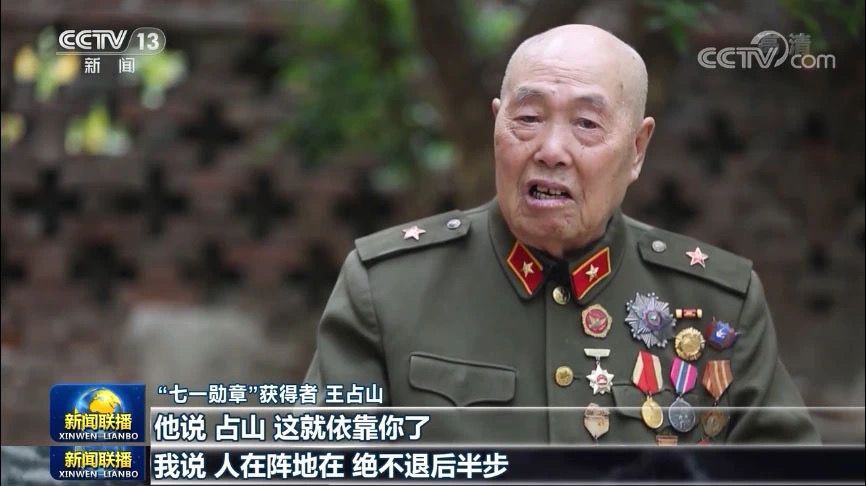 CCTV 13
新闻
高清
CCTV.com
“七一勋章”获得者 王占山
新闻联播
XINWEN-LIANBO
他说 占山 这就依靠你了
新闻联播
XINWEN-LIANBO
我说 人在阵地在 绝不退后半步